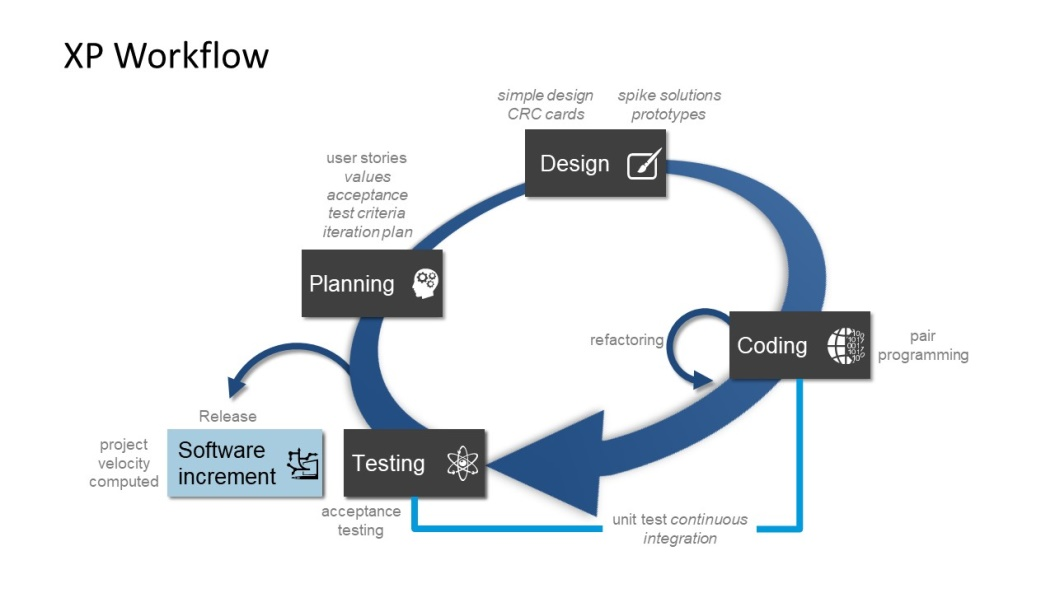 XP Workflow
simple design
CRC cards
spike solutions
prototypes
Design
user stories
values
acceptance
test criteria
iteration plan
Planning
refactoring
Coding
pair
programming
Release
project
velocity
computed
Software
increment
Testing
acceptance
testing
unit test continuous
integration